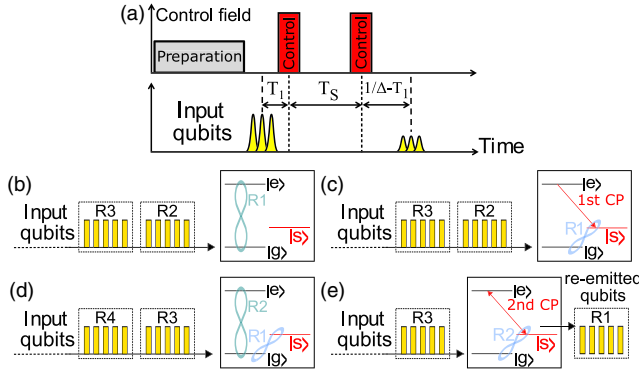 (a) Control field
Preparation
Control
Control
T1
TS
1/Δ-T1
Input
qubits
Time
(b)
Input
qubits
R3
R2
|e⟩
R1
|s⟩
|g⟩
(c)
Input
qubits
R3
R2
|e⟩
1st CP
R1
|s⟩
|g⟩
(d)
Input
qubits
R4
R3
|e⟩
R2
R1
|s⟩
|g⟩
(e)
Input
qubits
R3
|e⟩
2nd CP
R2
|s⟩
|g⟩
re-emitted
qubits
R1